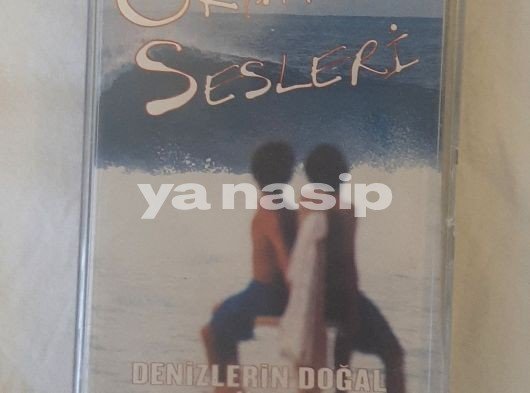 SESLERİ
ya nasip
DENİZLERİN DOĞAL